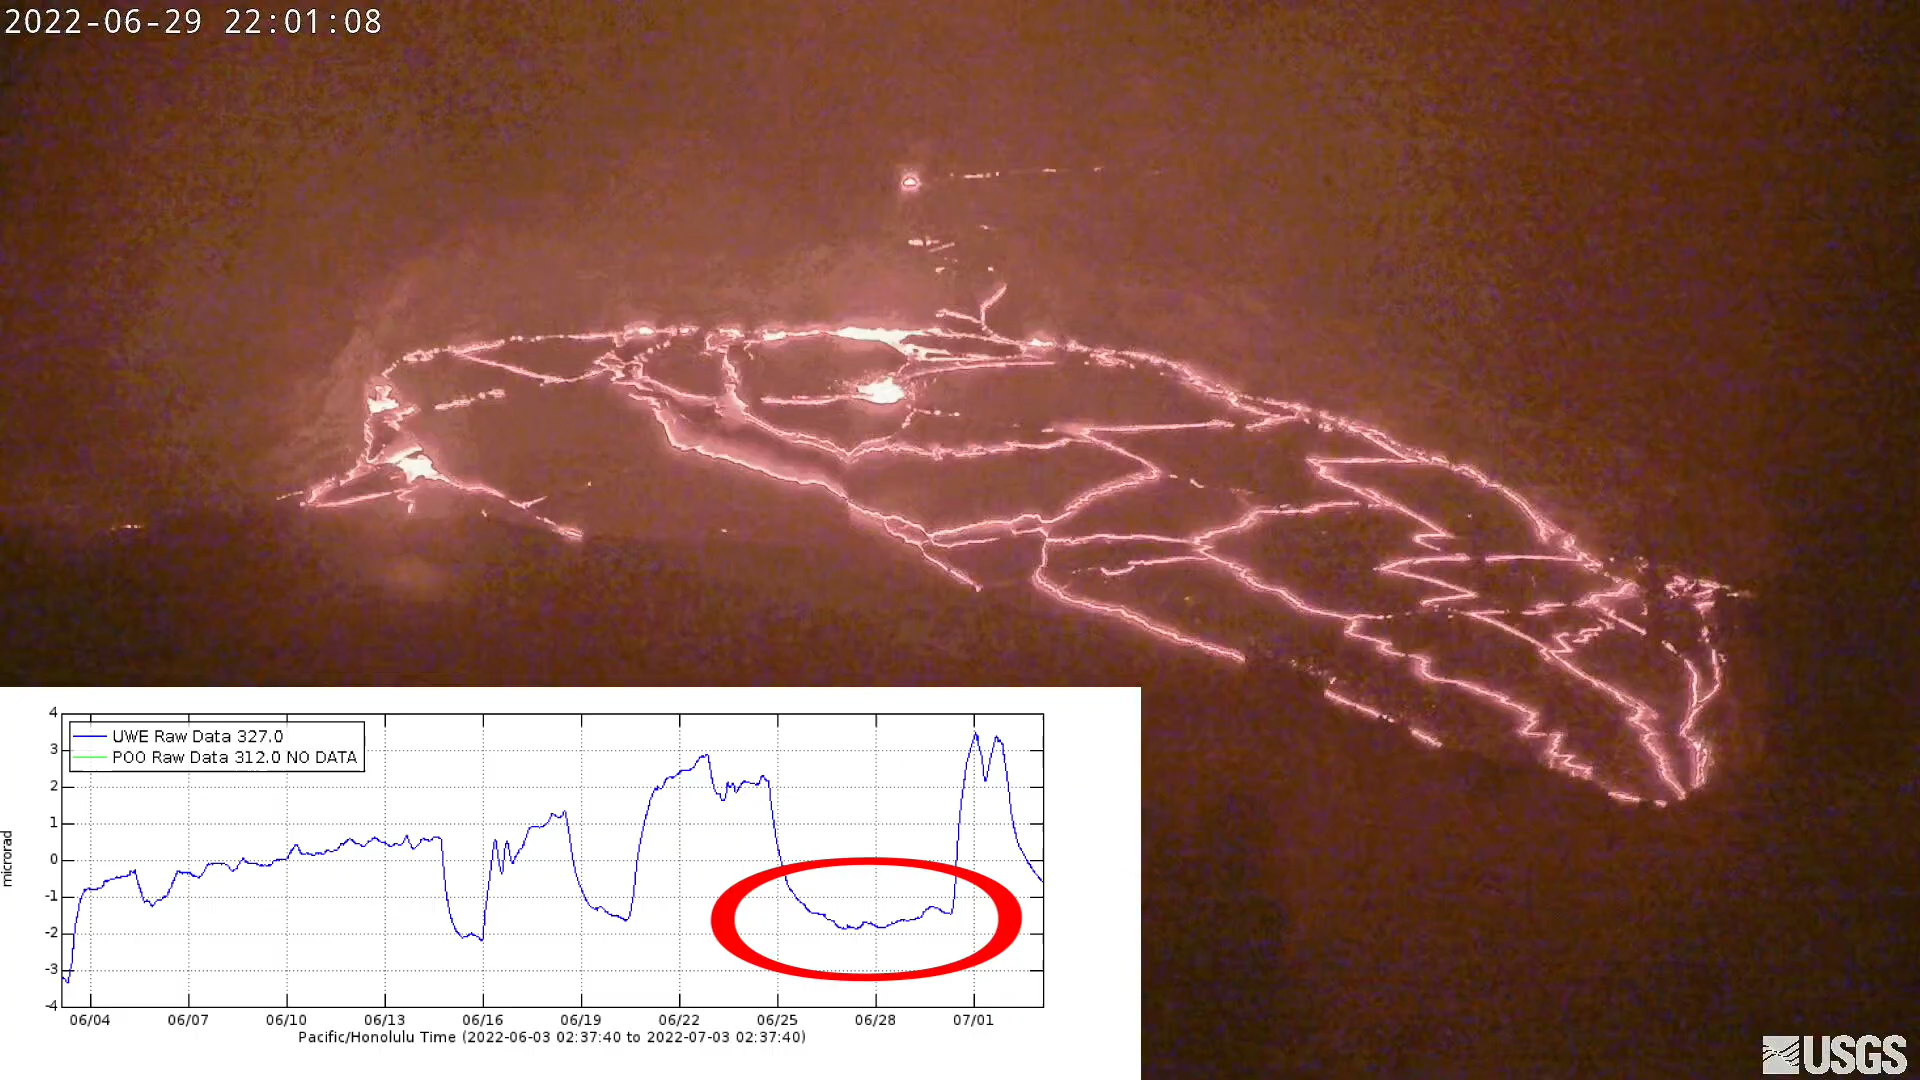 2022-06-29 22:01:08
4
3
2
1
0
-1
-2
-3
-4
microrad
UWE Raw Data 327.0
POO Raw Data 312.0 NO DATA
06/04 06/07 06/10 06/13 06/16 06/19 06/22 06/25 06/28 07/01
Pacific/Honolulu Time (2022-06-03 02:37:40 to 2022-07-03 02:37:40)
USGS